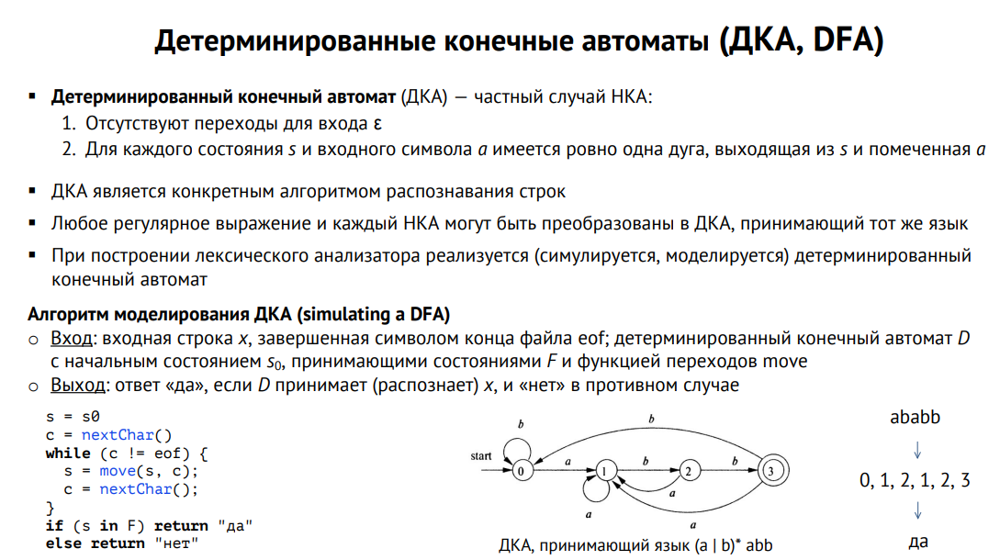 Детерминированные конечные автоматы (ДКА, DFA)
▪ Детерминированный конечный автомат (ДКА) — частный случай НКА:
1. Отсутствуют переходы для входа ε
2. Для каждого состояния s и входного символа a имеется ровно одна дуга, выходящая из s и помеченная a
▪ ДКА является конкретным алгоритмом распознавания строк
▪ Любое регулярное выражение и каждый НКА могут быть преобразованы в ДКА, принимающий тот же язык
▪ При построении лексического анализатора реализуется (симулируется, моделируется) детерминированный
конечный автомат
Алгоритм моделирования ДКА (simulating a DFA)
o Вход: входная строка x, завершенная символом конца файла eof; детерминированный конечный автомат D
с начальным состоянием s₀, принимающими состояниями F и функцией переходов move
o Выход: ответ «да», если D принимает (распознает) x, и «нет» в противном случае
s = s0
c = nextChar()
while (c != eof) {
s = move(s, c);
c = nextChar();
}
if (s in F) return "да"
else return "нет"
b
b
start
0
a
1
b
2
b
3
a
a
a
ДКА, принимающий язык (a | b)* abb
ababb
↓
0, 1, 2, 1, 2, 3
↓
да